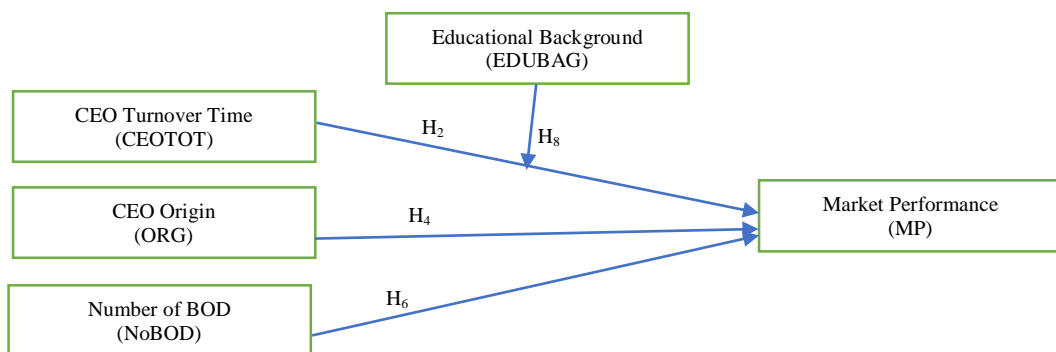 Educational Background
(EDUBAG)
CEO Turnover Time
(CEOTOT)
H2
H8
CEO Origin
(ORG)
H4
Market Performance
(MP)
Number of BOD
(NoBOD)
H6